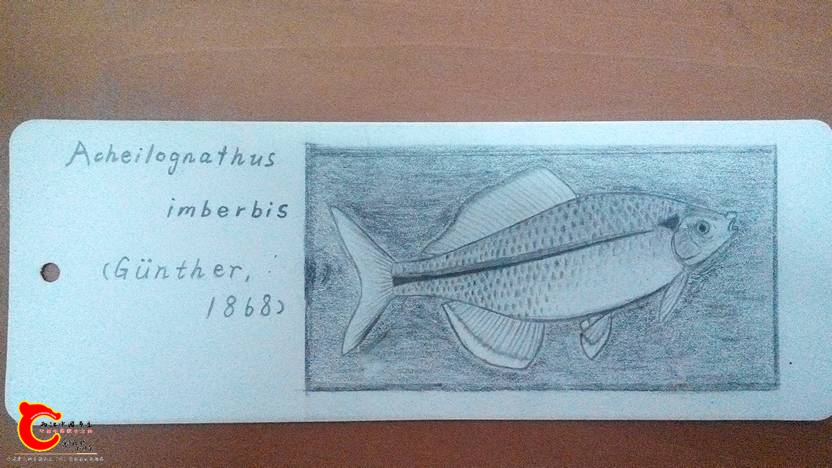 Acheilognathus
imberbis
(Günther,
1868)